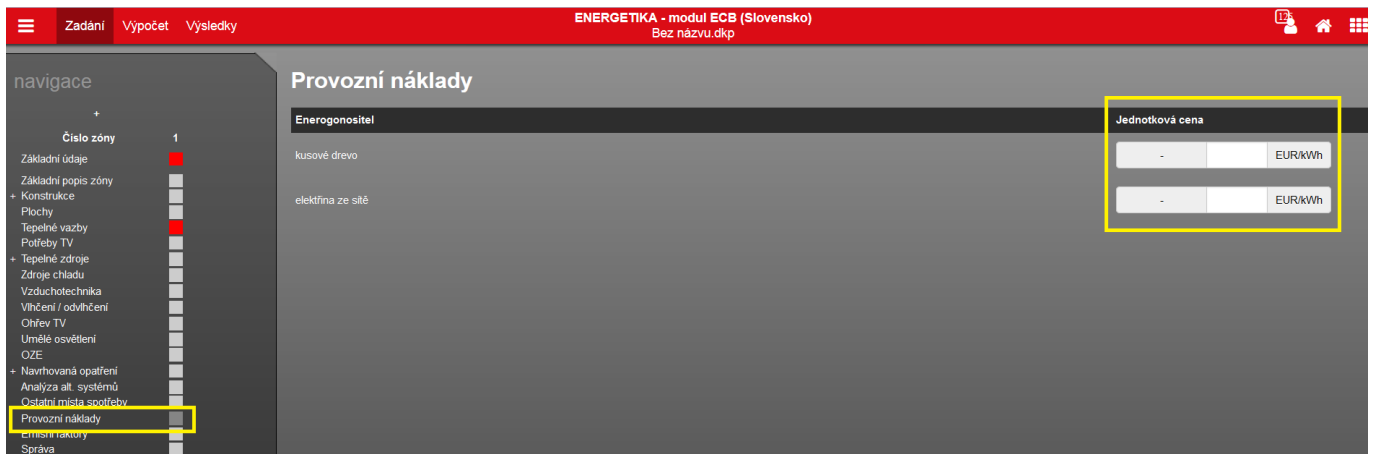 Zadání Výpočet Výsledky
ENERGETIKA - modul ECB (Slovensko)
Bez názvu.dkp
navigace
+
Číslo zóny 1
Základní údaje
Základní popis zóny
+ Konstrukce
Plochy
Tepelné vazby
Potřeby TV
+ Tepelné zdroje
Zdroje chladu
Vzduchotechnika
Vlhčení / odvlhčení
Ohřev TV
Umělé osvětlení
OZE
+ Navrhovaná opatření
Analýza alt. systémů
Ostatní místa spotřeby
Provozní náklady
Emisní faktory
Správa
Provozní náklady
Enerogonositel Jednotková cena
kusové drevo - EUR/kWh
elektřina ze sítě - EUR/kWh